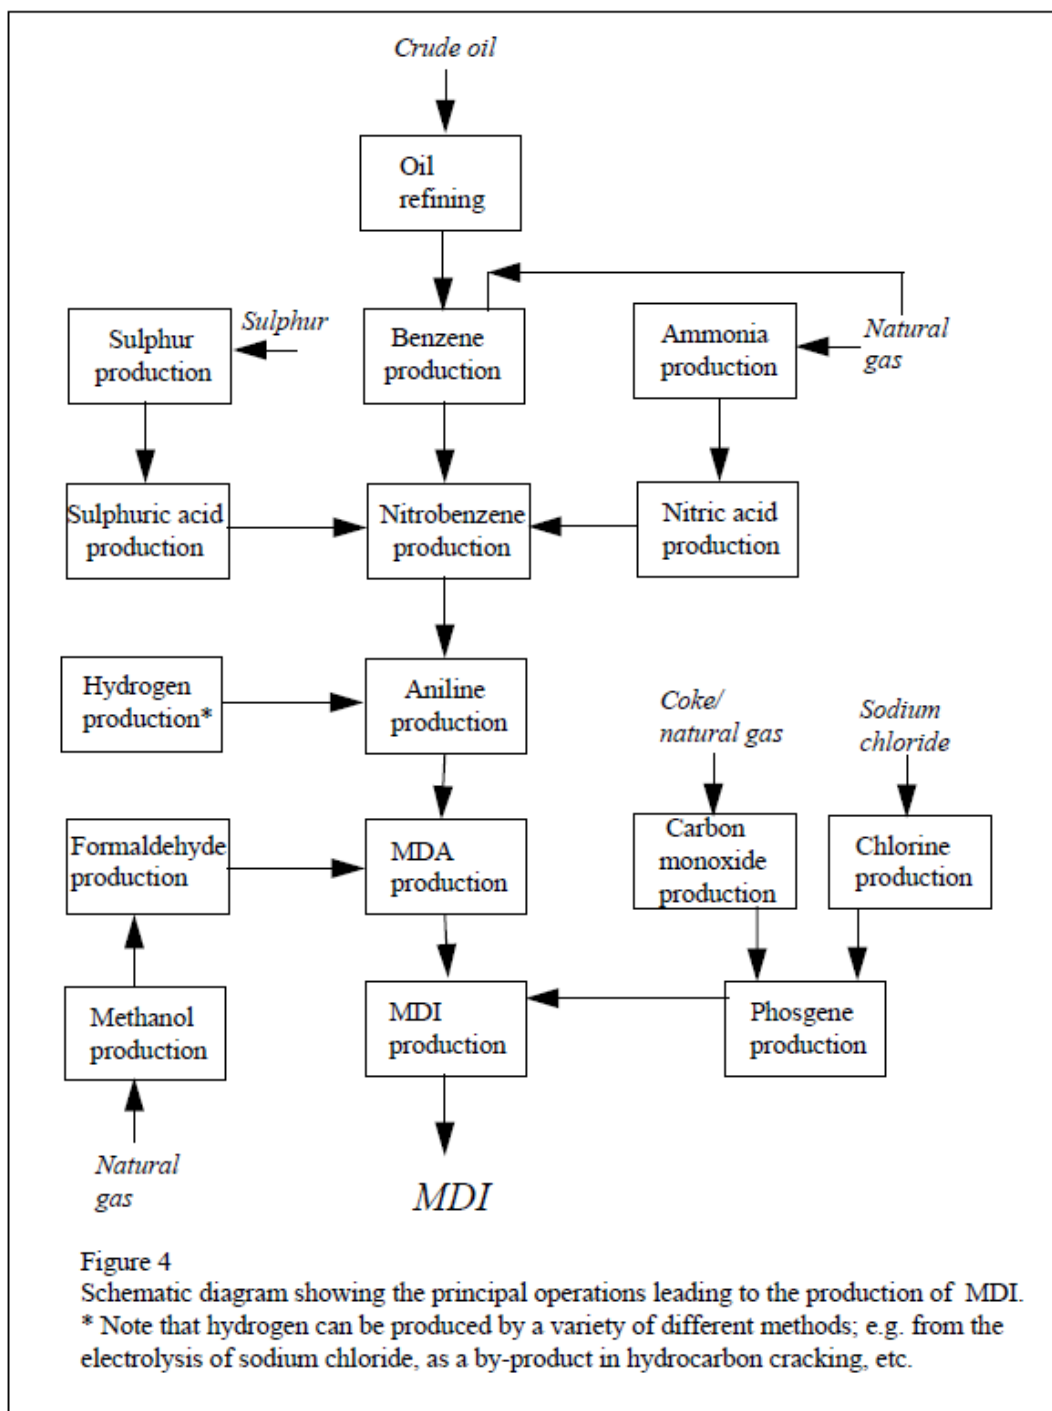 Crude oil
Oil
refining
Sulphur
production
Sulphur
Benzene
production
Ammonia
production
Natural
gas
Sulphuric acid
production
Nitrobenzene
production
Nitric acid
production
Hydrogen
production*
Aniline
production
Coke/
natural gas
Sodium
chloride
Formaldehyde
production
MDA
production
Carbon
monoxide
production
Chlorine
production
Methanol
production
MDI
production
Phosgene
production
Natural
gas
MDI
Figure 4
Schematic diagram showing the principal operations leading to the production of MDI.
* Note that hydrogen can be produced by a variety of different methods; e.g. from the
electrolysis of sodium chloride, as a by-product in hydrocarbon cracking, etc.